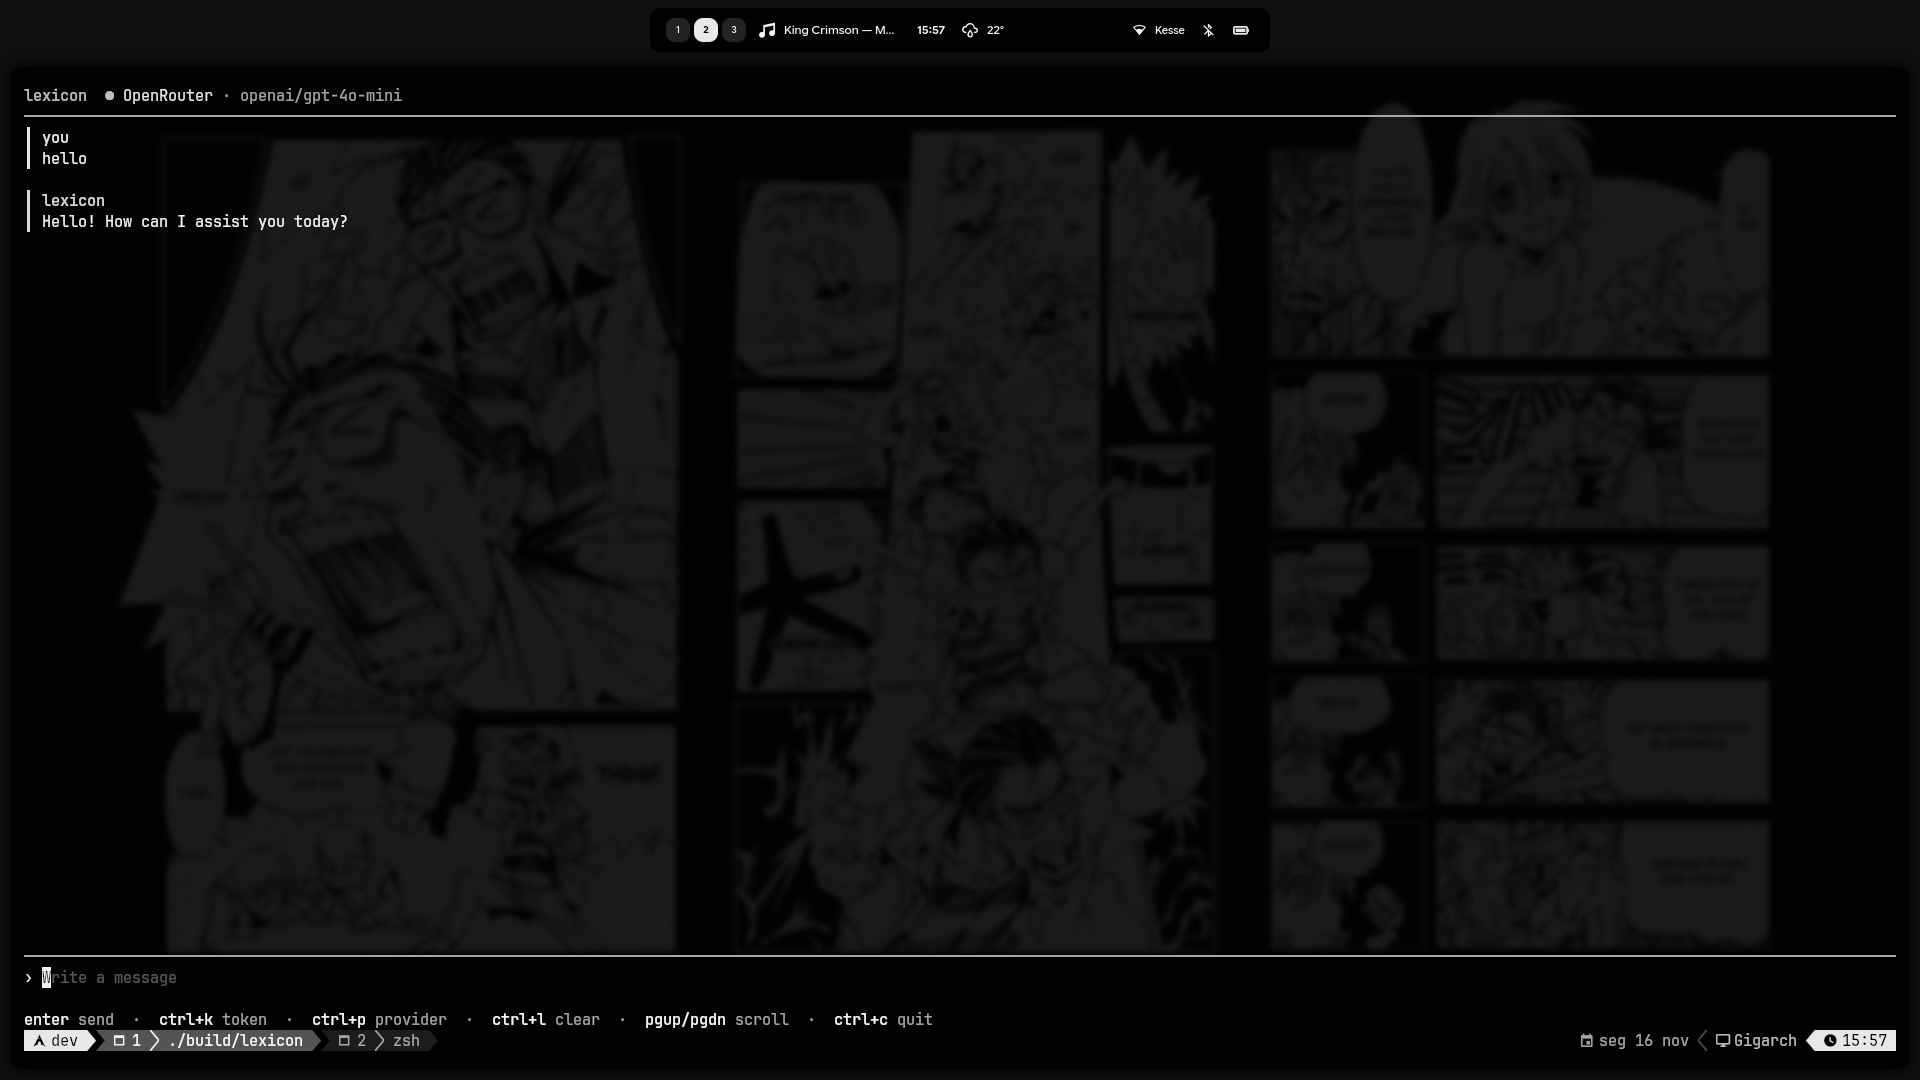 1 2 3 King Crimson — M... 15:57 22° Kesse
lexicon ● OpenRouter · openai/gpt-4o-mini
you
hello
lexicon
Hello! How can I assist you today?
› Write a message
enter send · ctrl+k token · ctrl+p provider · ctrl+l clear · pgup/pgdn scroll · ctrl+c quit
dev 1 ./build/lexicon 2 zsh seg 16 nov Gigarch 15:57